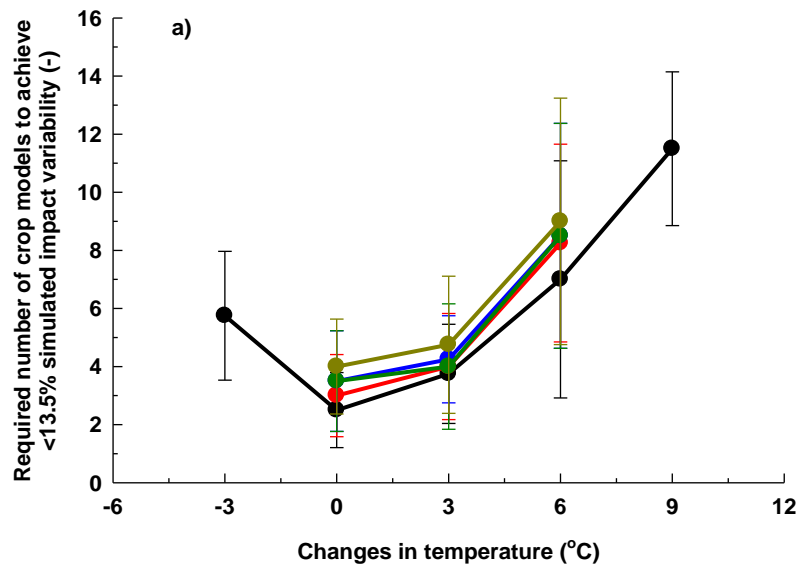 a)
Required number of crop models to achieve
<13.5% simulated impact variability (-)
16
14
12
10
8
6
4
2
0
-6 -3 0 3 6 9 12
Changes in temperature (°C)